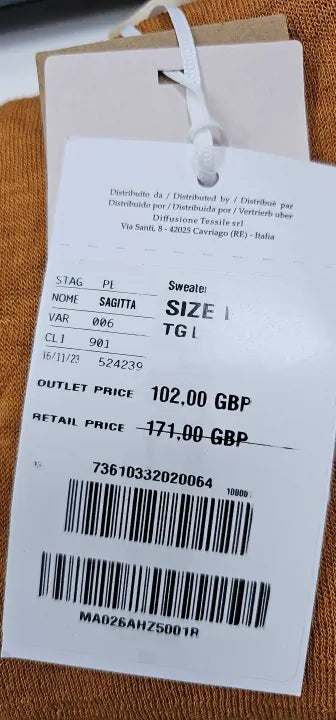 Distribuito da / Distributed by / Distribué par
Distribuido por / Distribuida por / Vertrieb uber
Diffusione Tessile srl
Via Santi, 8 - 42025 Cavriago (RE) - Italia
STAG PE
NOME SAGITTA
VAR 006
CLI 901
16/11/23 524239
Sweater
SIZE
TG L
OUTLET PRICE 102,00 GBP
RETAIL PRICE 171,00 GBP
73610332020064
10000
MA026AHZ5001R